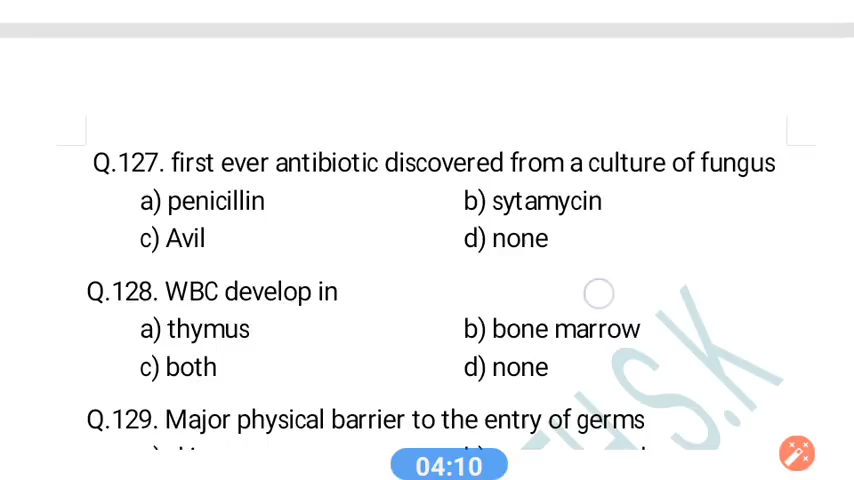 Q.127. first ever antibiotic discovered from a culture of fungus
a) penicillin b) sytamycin
c) Avil d) none
Q.128. WBC develop in
a) thymus b) bone marrow
c) both d) none
Q.129. Major physical barrier to the entry of germs
04:10
S.K